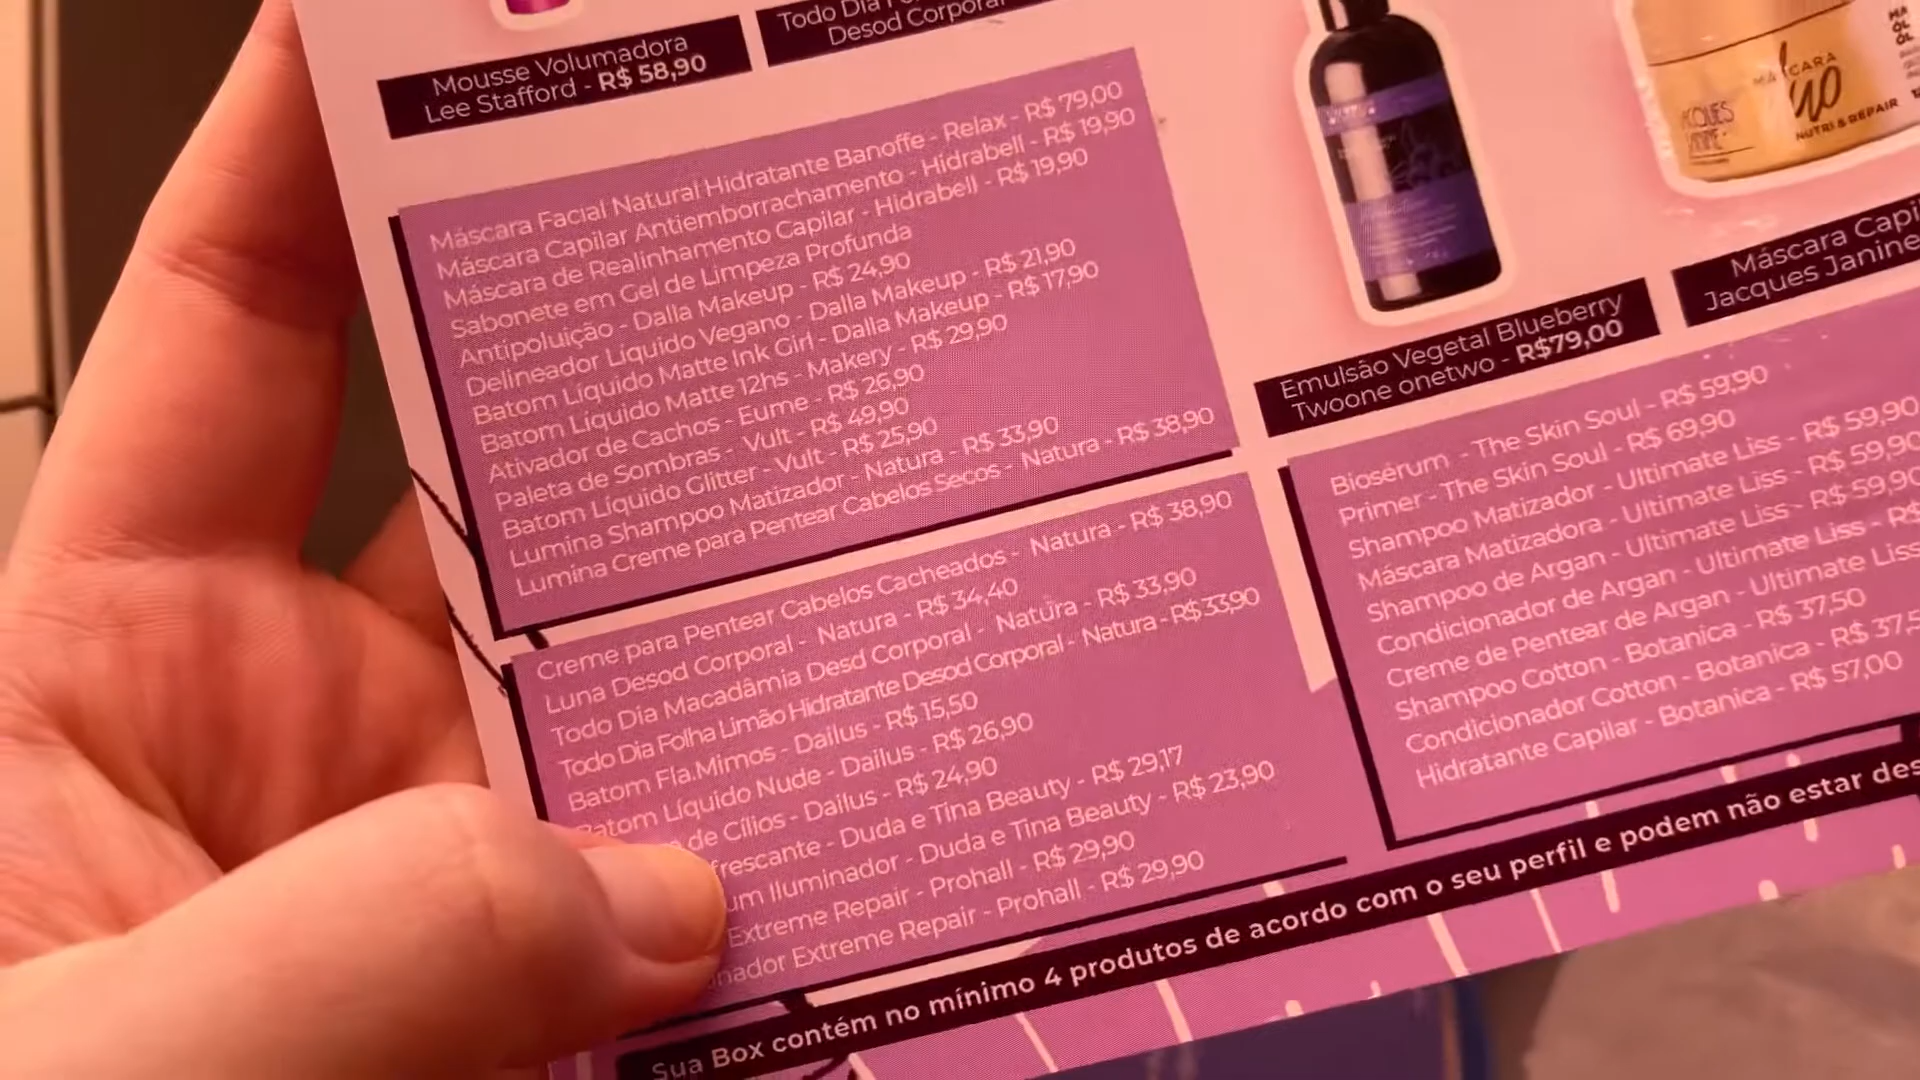 Mousse Volumadora
Lee Stafford - R$ 58,90
Todo Dia
Desod Corporal
Máscara Facial Natural Hidratante Banoffe - Relax - R$ 79,00
Máscara Capilar Antiemborrachamento - Hidrabell - R$ 19,90
Máscara de Realinhamento Capilar - Hidrabell - R$ 19,90
Sabonete em Gel de Limpeza Profunda
Antipoluição - Dalla Makeup - R$ 24,90
Delineador Líquido Vegano - Dalla Makeup - R$ 21,90
Batom Líquido Matte Ink Girl - Dalla Makeup - R$ 17,90
Batom Líquido Matte 12hs - Makery - R$ 29,90
Ativador de Cachos - Eume - R$ 26,90
Paleta de Sombras - Vult - R$ 49,90
Batom Líquido Glitter - Vult - R$ 25,90
Lumina Shampoo Matizador - Natura - R$ 33,90
Lumina Creme para Pentear Cabelos Secos - Natura - R$ 38,90
Creme para Pentear Cabelos Cacheados - Natura - R$ 38,90
Luna Desod Corporal - Natura - R$ 34,40
Todo Dia Macadâmia Desd Corporal - Natura - R$ 33,90
Todo Dia Folha Limão Hidratante Desod Corporal - Natura - R$ 33,90
Batom Fla.Mimos - Dailus - R$ 15,50
Batom Líquido Nude - Dailus - R$ 26,90
de Cílios - Dailus - R$ 24,90
frescante - Duda e Tina Beauty - R$ 29,17
um Iluminador - Duda e Tina Beauty - R$ 23,90
Extreme Repair - Prohall - R$ 29,90
nador Extreme Repair - Prohall - R$ 29,90
MÁSCARA
JACQUES JANINE
NUTRI & REPAIR
Emulsão Vegetal Blueberry
Twoone onetwo - R$79,00
Máscara Capi
Jacques Janine
Biosérum - The Skin Soul - R$ 59,90
Primer - The Skin Soul - R$ 69,90
Shampoo Matizador - Ultimate Liss - R$ 59,90
Máscara Matizadora - Ultimate Liss - R$ 59,90
Shampoo de Argan - Ultimate Liss - R$ 59,90
Condicionador de Argan - Ultimate Liss - R$
Creme de Pentear de Argan - Ultimate Liss
Shampoo Cotton - Botanica - R$ 37,50
Condicionador Cotton - Botanica - R$ 37,5
Hidratante Capilar - Botanica - R$ 57,00
Sua Box contém no mínimo 4 produtos de acordo com o seu perfil e podem não estar des